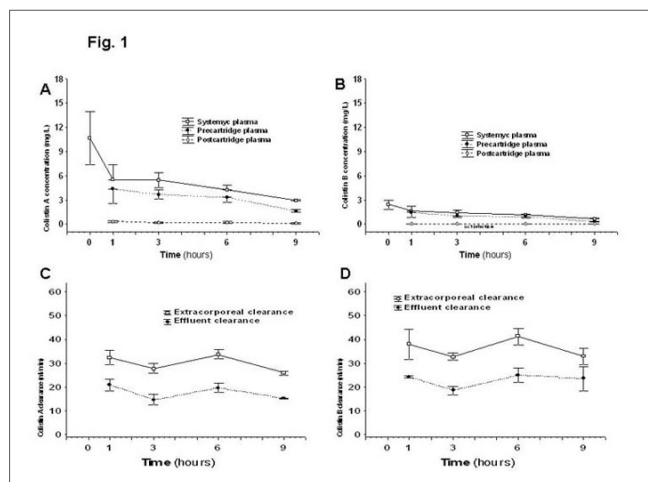 Fig. 1
A
Colistin A concentration (mg/L)
18
15
12
9
6
3
0
Systemyc plasma
Precartridge plasma
Postcartridge plasma
0 1 3 6 9
Time (hours)
B
Colistin B concentration (mg/L)
18
15
12
9
6
3
0
Systemyc plasma
Precartridge plasma
Postcartridge plasma
0 1 3 6 9
Time (hours)
C
60
50
40
30
20
10
0
Extracorporeal clearance
Effluent clearance
0 1 3 6 9
Time (hours)
D
60
50
40
30
20
10
0
Extracorporeal clearance
Effluent clearance
0 1 3 6 9
Time (hours)